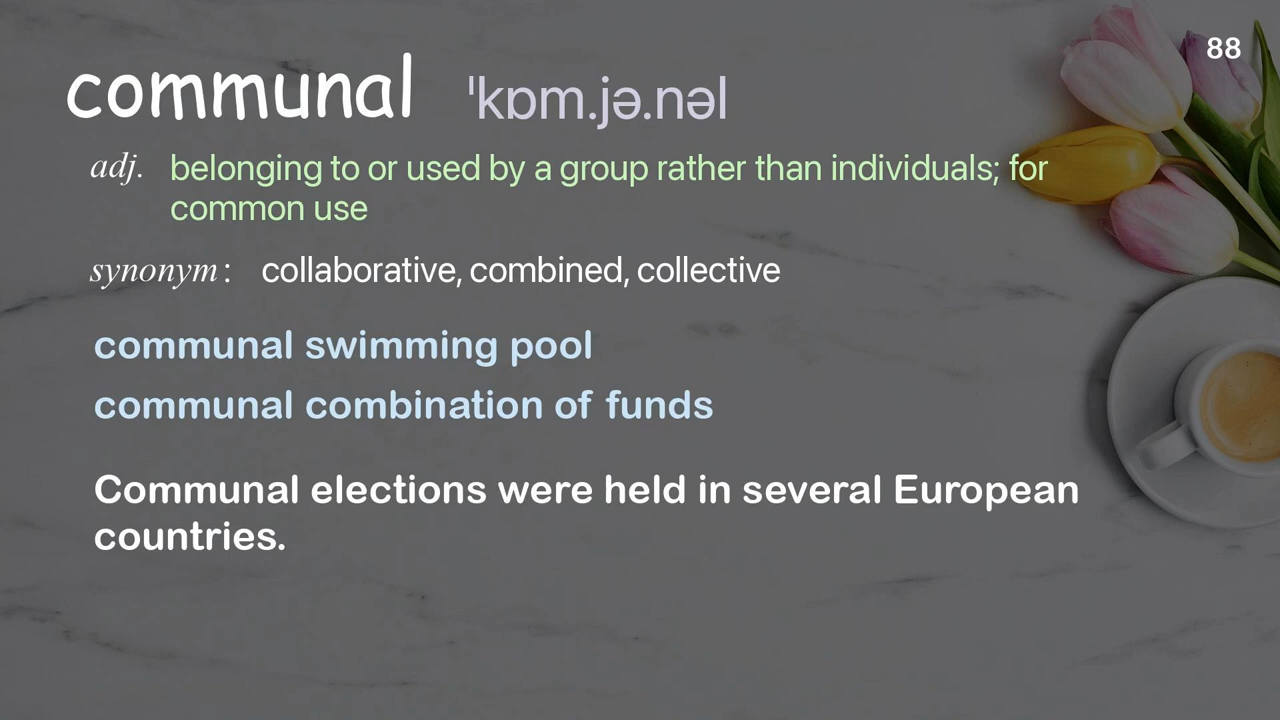 88
communal ˈkɒm.jə.nəl
adj. belonging to or used by a group rather than individuals; for
common use
synonym: collaborative, combined, collective
communal swimming pool
communal combination of funds
Communal elections were held in several European
countries.